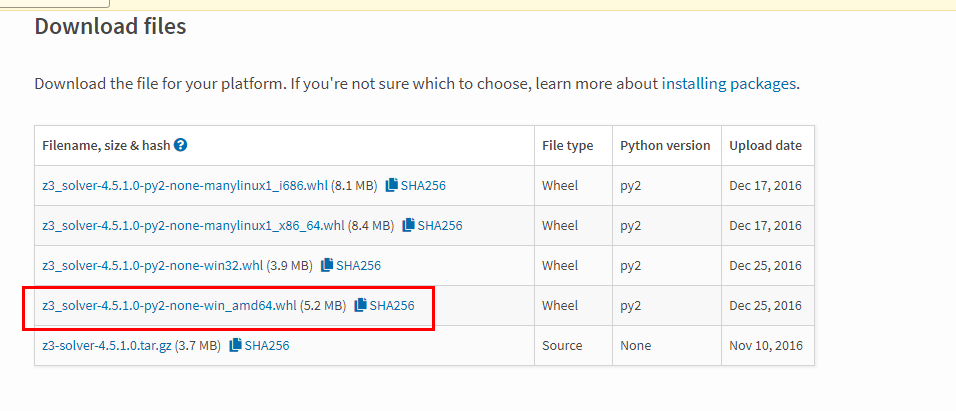 Download files
Download the file for your platform. If you're not sure which to choose, learn more about installing packages.
Filename, size & hash ? File type Python version Upload date
z3_solver-4.5.1.0-py2-none-manylinux1_i686.whl (8.1 MB) SHA256 Wheel py2 Dec 17, 2016
z3_solver-4.5.1.0-py2-none-manylinux1_x86_64.whl (8.4 MB) SHA256 Wheel py2 Dec 17, 2016
z3_solver-4.5.1.0-py2-none-win32.whl (3.9 MB) SHA256 Wheel py2 Dec 25, 2016
z3_solver-4.5.1.0-py2-none-win_amd64.whl (5.2 MB) SHA256 Wheel py2 Dec 25, 2016
z3-solver-4.5.1.0.tar.gz (3.7 MB) SHA256 Source None Nov 10, 2016